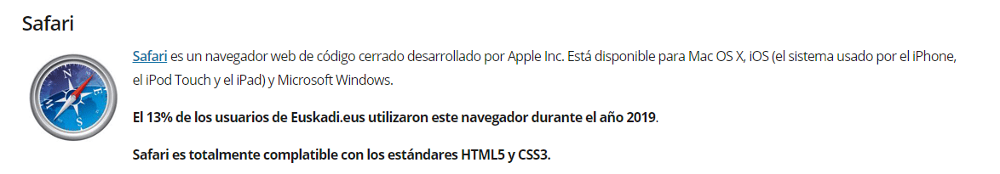 Safari
Safari es un navegador web de código cerrado desarrollado por Apple Inc. Está disponible para Mac OS X, iOS (el sistema usado por el iPhone,
el iPod Touch y el iPad) y Microsoft Windows.
El 13% de los usuarios de Euskadi.eus utilizaron este navegador durante el año 2019.
Safari es totalmente complatible con los estándares HTML5 y CSS3.
N
E
W
S